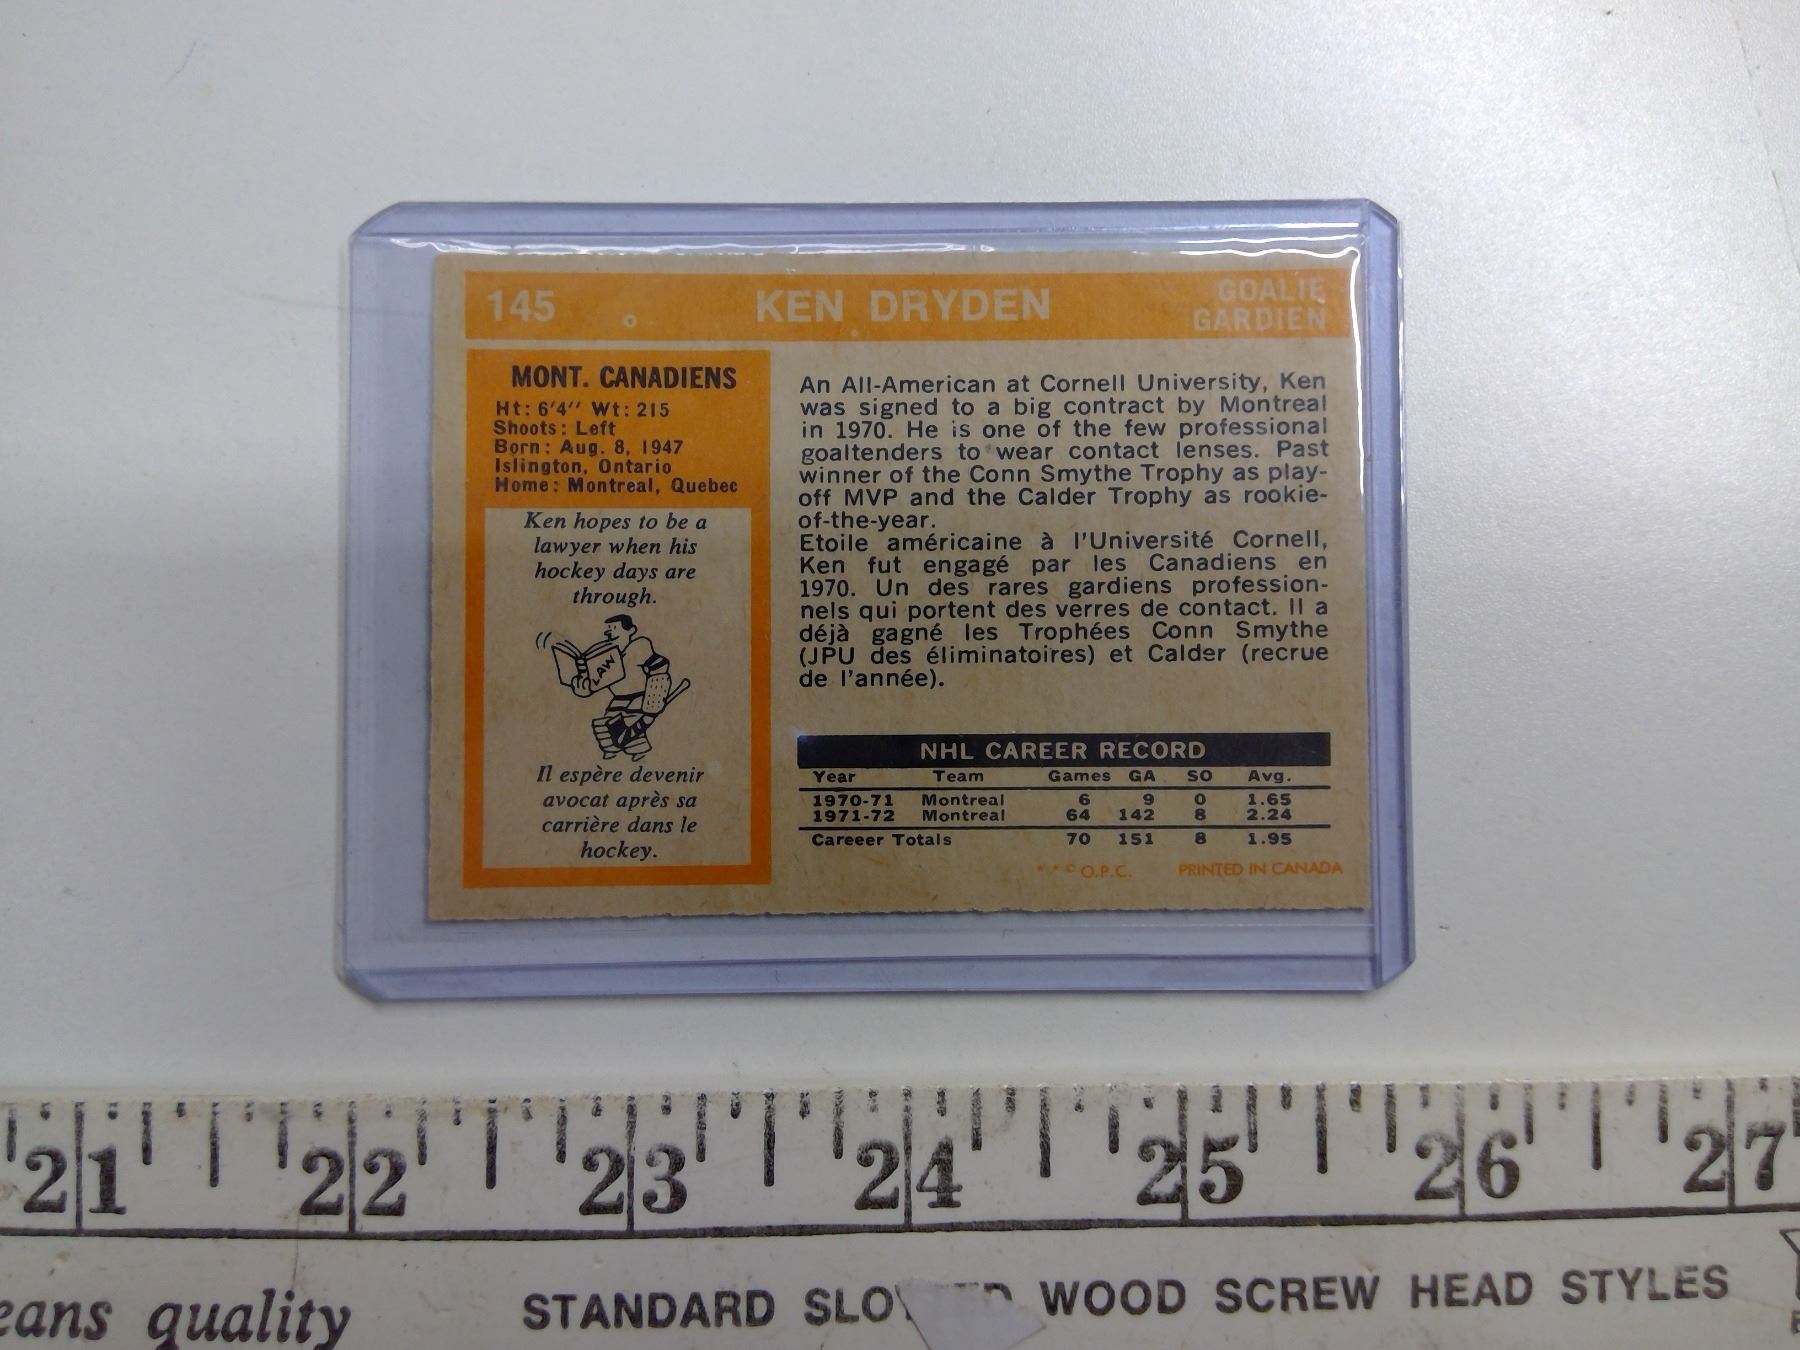 145 KEN DRYDEN GOALIE
GARDIEN
MONT. CANADIENS
Ht: 6'4" Wt: 215
Shoots: Left
Born: Aug. 8, 1947
Islington, Ontario
Home: Montreal, Quebec
Ken hopes to be a
lawyer when his
hockey days are
through.
LAW
Il espère devenir
avocat après sa
carrière dans le
hockey.
An All-American at Cornell University, Ken
was signed to a big contract by Montreal
in 1970. He is one of the few professional
goaltenders to wear contact lenses. Past
winner of the Conn Smythe Trophy as play-
off MVP and the Calder Trophy as rookie-
of-the-year.
Etoile américaine à l'Université Cornell,
Ken fut engagé par les Canadiens en
1970. Un des rares gardiens profession-
nels qui portent des verres de contact. Il a
déjà gagné les Trophées Conn Smythe
(JPU des éliminatoires) et Calder (recrue
de l'année).
NHL CAREER RECORD
Year Team Games GA SO Avg.
1970-71 Montreal 6 9 0 1.65
1971-72 Montreal 64 142 8 2.24
Careeer Totals 70 151 8 1.95
* * © O.P.C. PRINTED IN CANADA
21 22 23 24 25 26 27
quality STANDARD WOOD SCREW HEAD STYLES